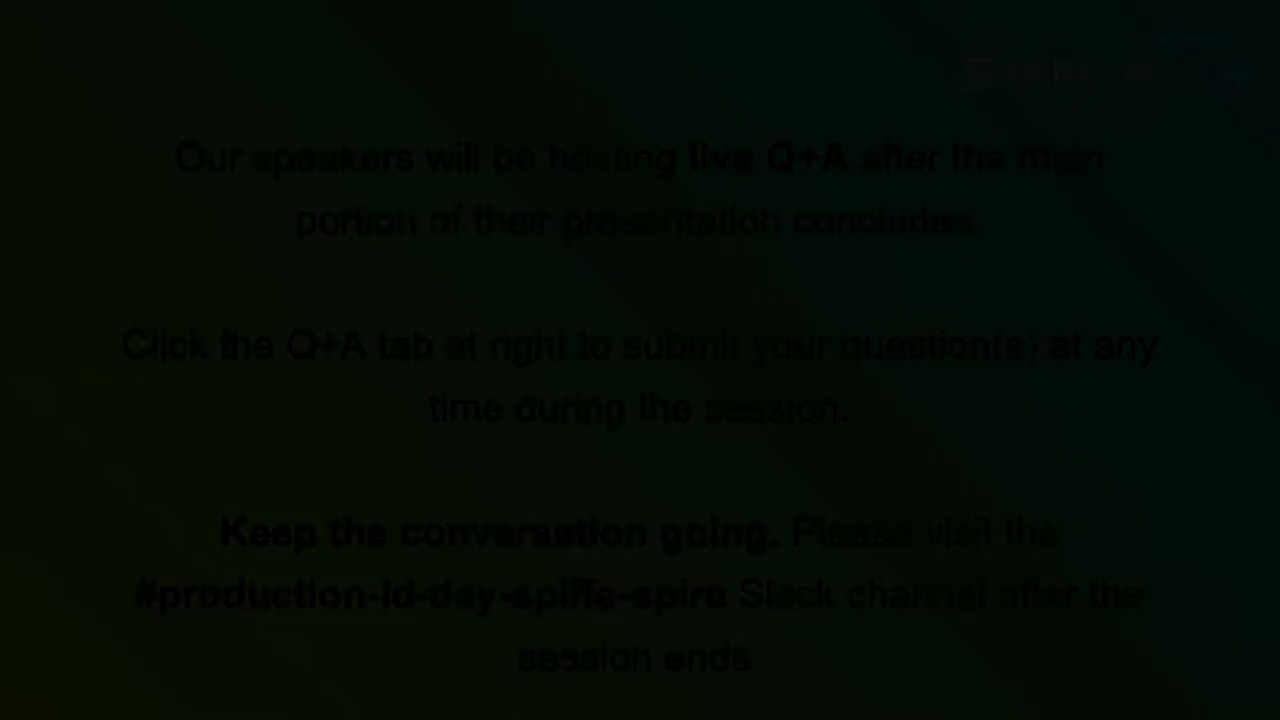 Our speakers will be hosting live Q+A after the main
portion of their presentation concludes.
Click the Q+A tab at right to submit your question(s) at any
time during the session.
Keep the conversation going. Please visit the
#production-id-day-spiffe-spire Slack channel after the
session ends